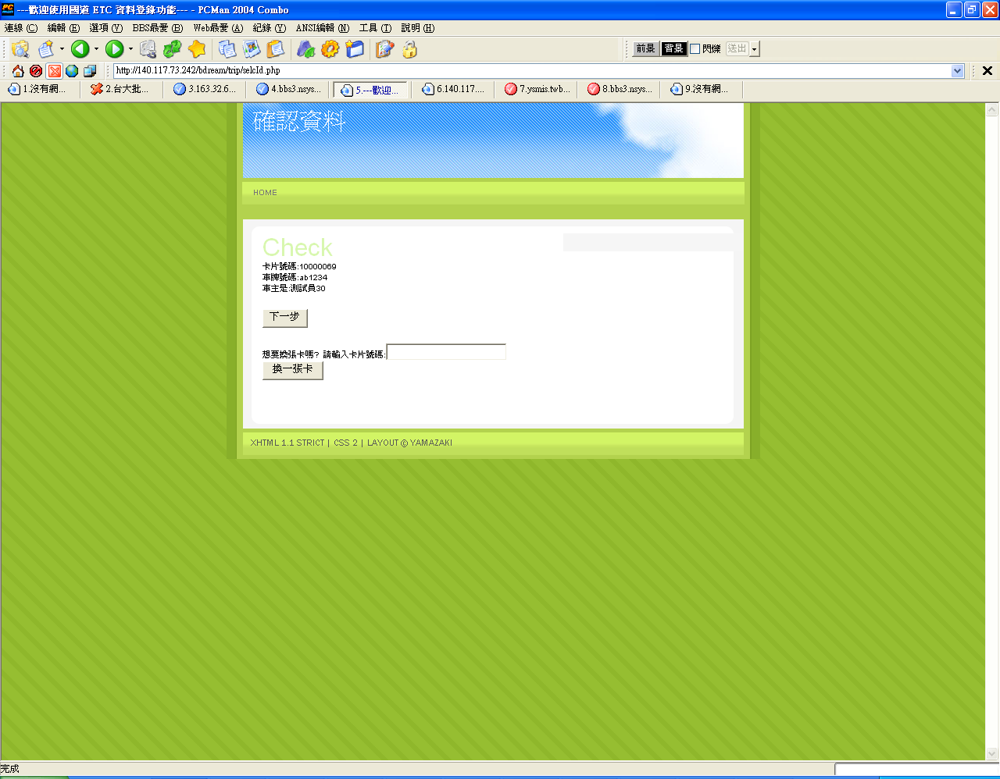 ---歡迎使用國道 ETC 資料登錄功能--- - PCMan 2004 Combo
連線 (C) 編輯 (E) 選項 (V) BBS最愛 (B) Web最愛 (A) 紀錄 (Y) ANSI編輯 (N) 工具 (T) 說明 (H)
前景 背景 閃爍 送出
http://140.117.73.242/bdream/trip/selcId.php
1.沒有網... 2.台大批... 3.163.32.6... 4.bbs3.nsys... 5.---歡迎... 6.140.117.... 7.ysmis.twb... 8.bbs3.nsys... 9.沒有網...
確認資料
HOME
Check
卡片號碼:10000069
車牌號碼:ab1234
車主是:測試員30
下一步
想要換張卡嗎? 請輸入卡片號碼:
換一張卡
XHTML 1.1 STRICT | CSS 2 | LAYOUT © YAMAZAKI
完成